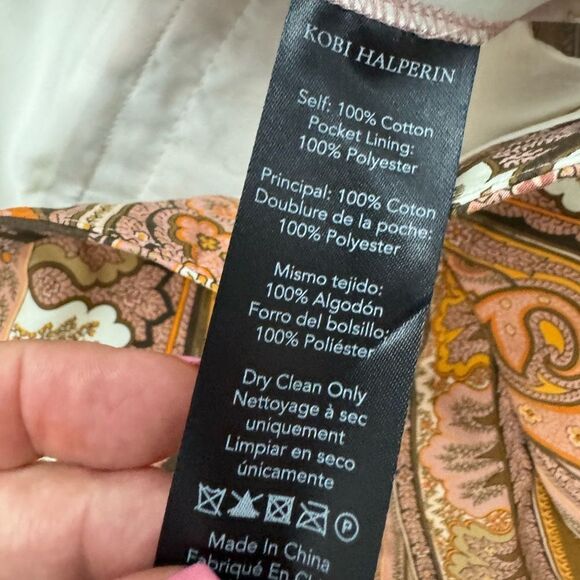 KOBI HALPERIN
Self: 100% Cotton
Pocket Lining:
100% Polyester
Principal: 100% Coton
Doublure de la poche:
100% Polyester
Mismo tejido:
100% Algodón
Forro del bolsillo:
100% Poliéster
Dry Clean Only
Nettoyage à sec
uniquement
Limpiar en seco
únicamente
P
Made In China
Fabriqué En